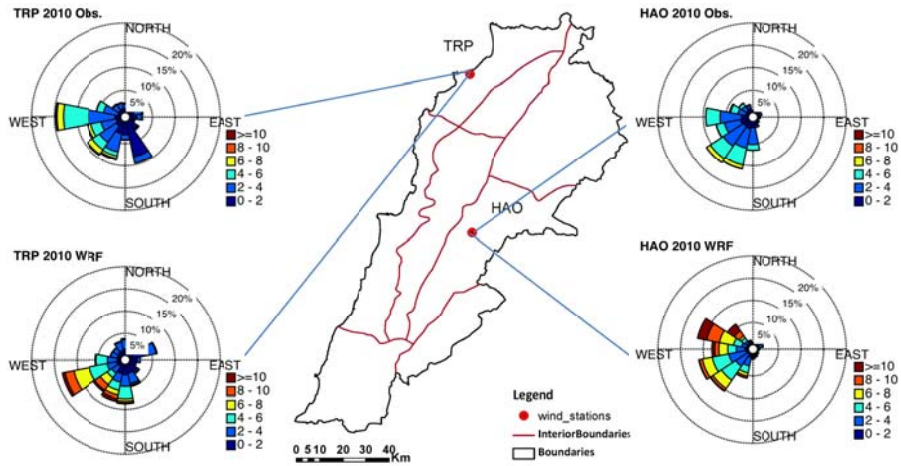 TRP 2010 Obs.
NORTH
20%
15%
10%
5%
WEST
EAST
SOUTH
>=10
8 - 10
6 - 8
4 - 6
2 - 4
0 - 2
TRP
HAO 2010 Obs.
NORTH
20%
15%
10%
5%
WEST
EAST
SOUTH
>=10
8 - 10
6 - 8
4 - 6
2 - 4
0 - 2
HAO
TRP 2010 WRF
NORTH
20%
15%
10%
5%
WEST
EAST
SOUTH
>=10
8 - 10
6 - 8
4 - 6
2 - 4
0 - 2
HAO 2010 WRF
NORTH
20%
15%
10%
5%
WEST
EAST
SOUTH
>=10
8 - 10
6 - 8
4 - 6
2 - 4
0 - 2
Legend
wind_stations
InteriorBoundaries
Boundaries
0 5 10 20 30 40
Km